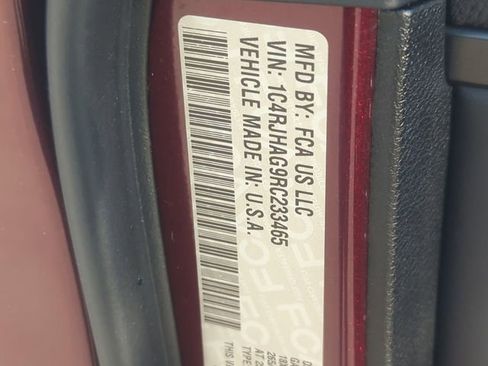 MFD BY: FCA US LLC
VIN: 1C4RJHAG9RC233465
VEHICLE MADE IN: U.S.A.